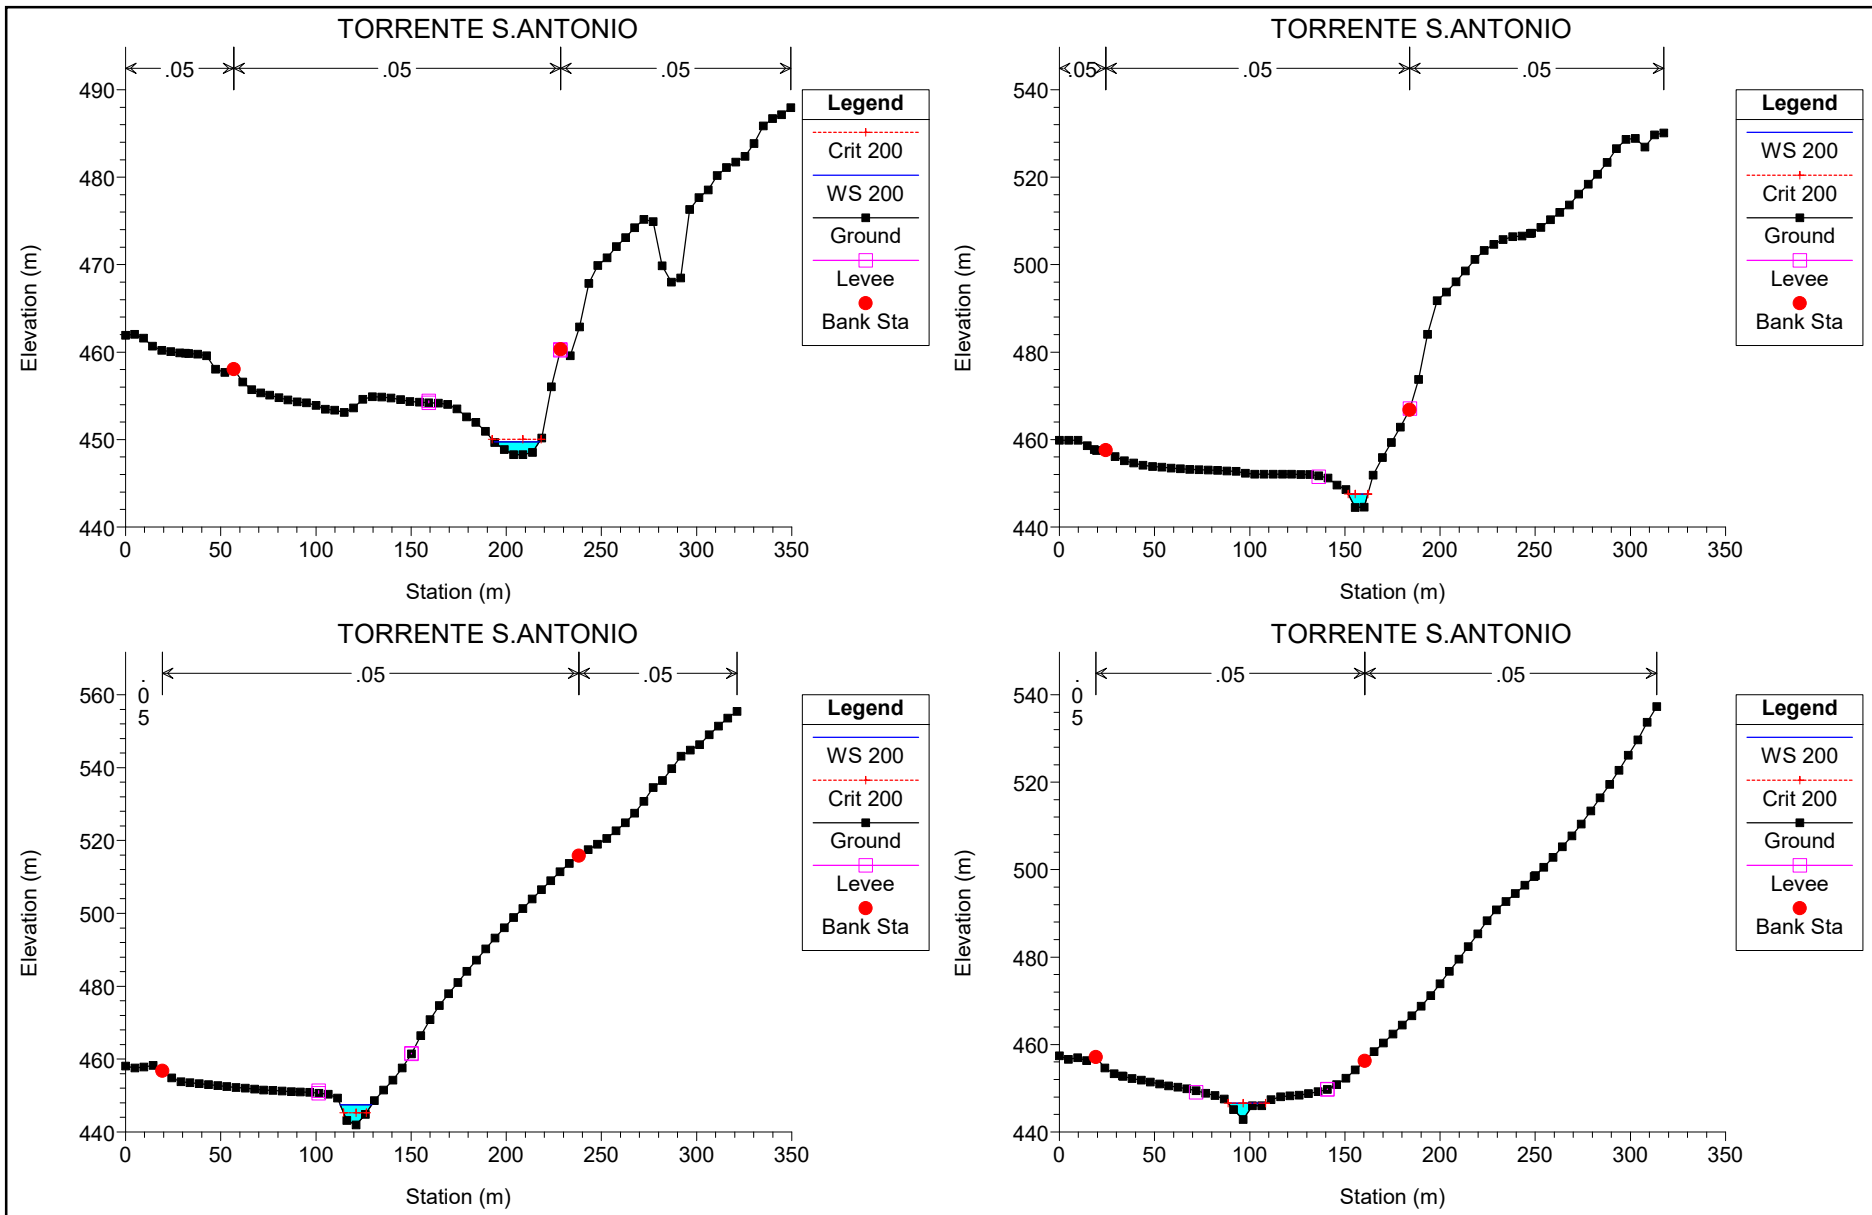 TORRENTE S.ANTONIO
.05 .05 .05
Legend
Crit 200
WS 200
Ground
Levee
Bank Sta
Elevation (m)
490
480
470
460
450
440
0 50 100 150 200 250 300 350
Station (m)
TORRENTE S.ANTONIO
.05 .05 .05
Legend
WS 200
Crit 200
Ground
Levee
Bank Sta
Elevation (m)
540
520
500
480
460
440
0 50 100 150 200 250 300 350
Station (m)
TORRENTE S.ANTONIO
.05 .05 .05
Legend
WS 200
Crit 200
Ground
Levee
Bank Sta
Elevation (m)
560
540
520
500
480
460
440
0 50 100 150 200 250 300 350
Station (m)
TORRENTE S.ANTONIO
.05 .05 .05
Legend
WS 200
Crit 200
Ground
Levee
Bank Sta
Elevation (m)
540
520
500
480
460
440
0 50 100 150 200 250 300 350
Station (m)